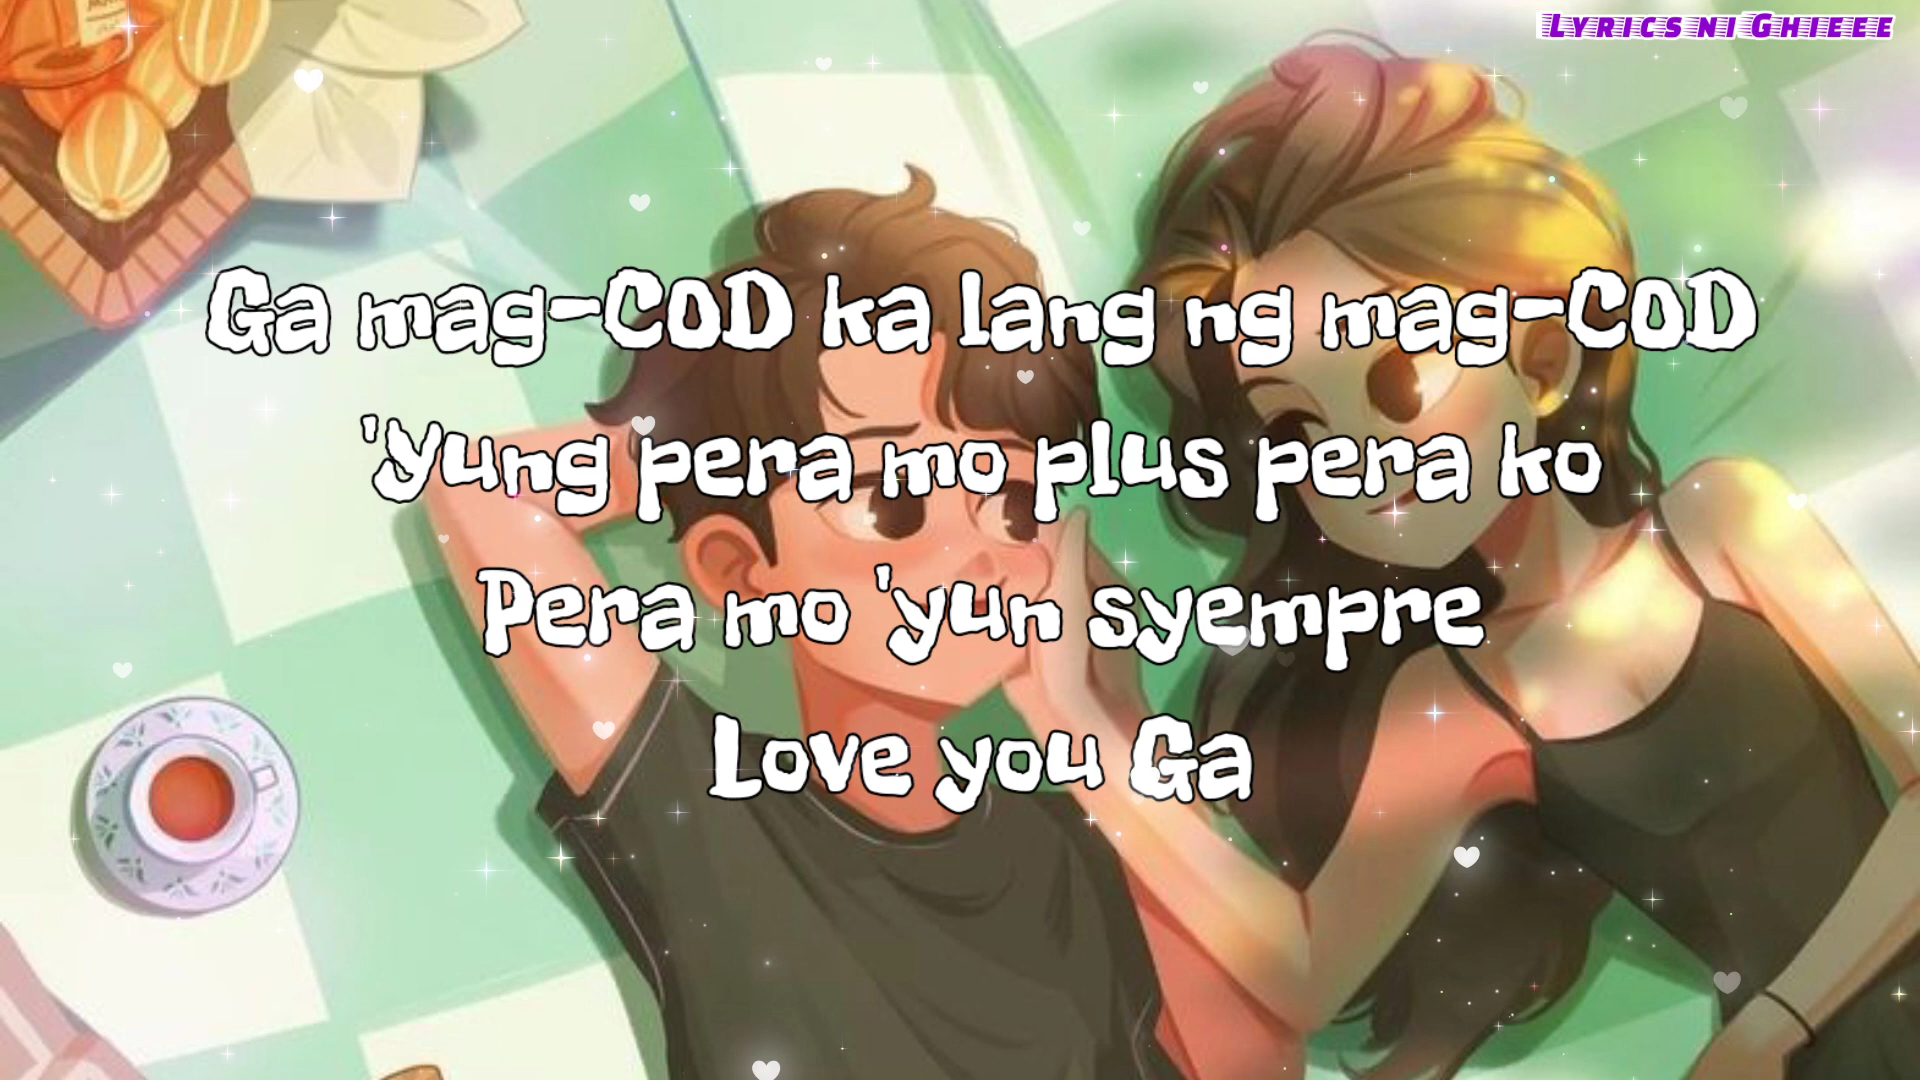 Lyrics ni Ghieee
Ga mag-COD ka lang ng mag-COD
'Yung pera mo plus pera ko
Pera mo 'yun syempre
Love you Ga